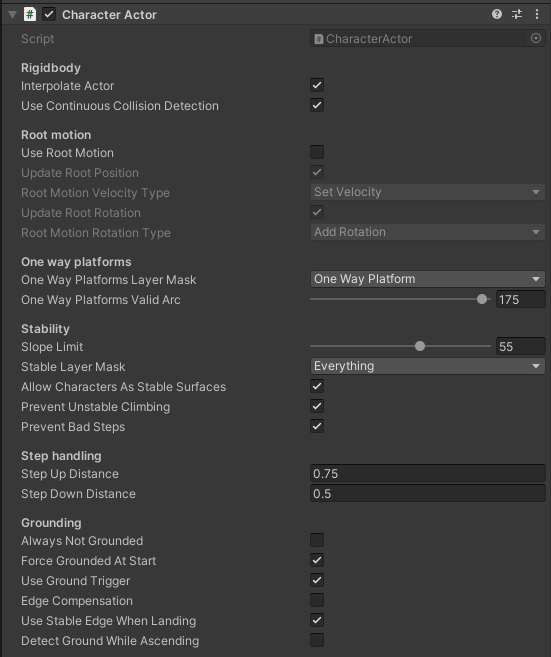 Character Actor
Script CharacterActor
Rigidbody
Interpolate Actor
Use Continuous Collision Detection
Root motion
Use Root Motion
Update Root Position
Root Motion Velocity Type Set Velocity
Update Root Rotation
Root Motion Rotation Type Add Rotation
One way platforms
One Way Platforms Layer Mask One Way Platform
One Way Platforms Valid Arc 175
Stability
Slope Limit 55
Stable Layer Mask Everything
Allow Characters As Stable Surfaces
Prevent Unstable Climbing
Prevent Bad Steps
Step handling
Step Up Distance 0.75
Step Down Distance 0.5
Grounding
Always Not Grounded
Force Grounded At Start
Use Ground Trigger
Edge Compensation
Use Stable Edge When Landing
Detect Ground While Ascending